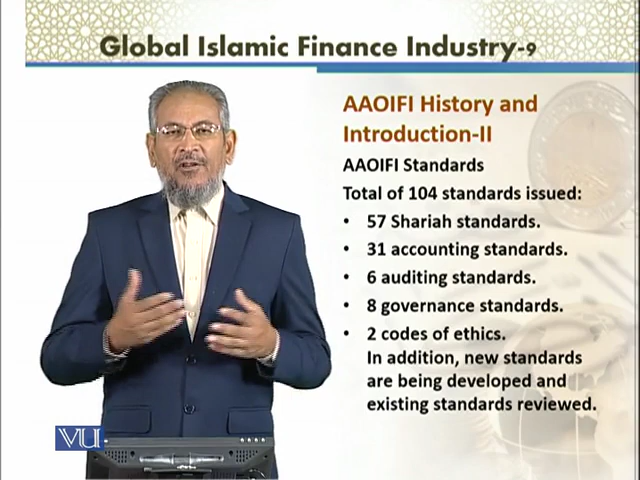 Global Islamic Finance Industry-9
AAOIFI History and
Introduction-II
AAOIFI Standards
Total of 104 standards issued:
• 57 Shariah standards.
• 31 accounting standards.
• 6 auditing standards.
• 8 governance standards.
• 2 codes of ethics.
In addition, new standards
are being developed and
existing standards reviewed.
VU